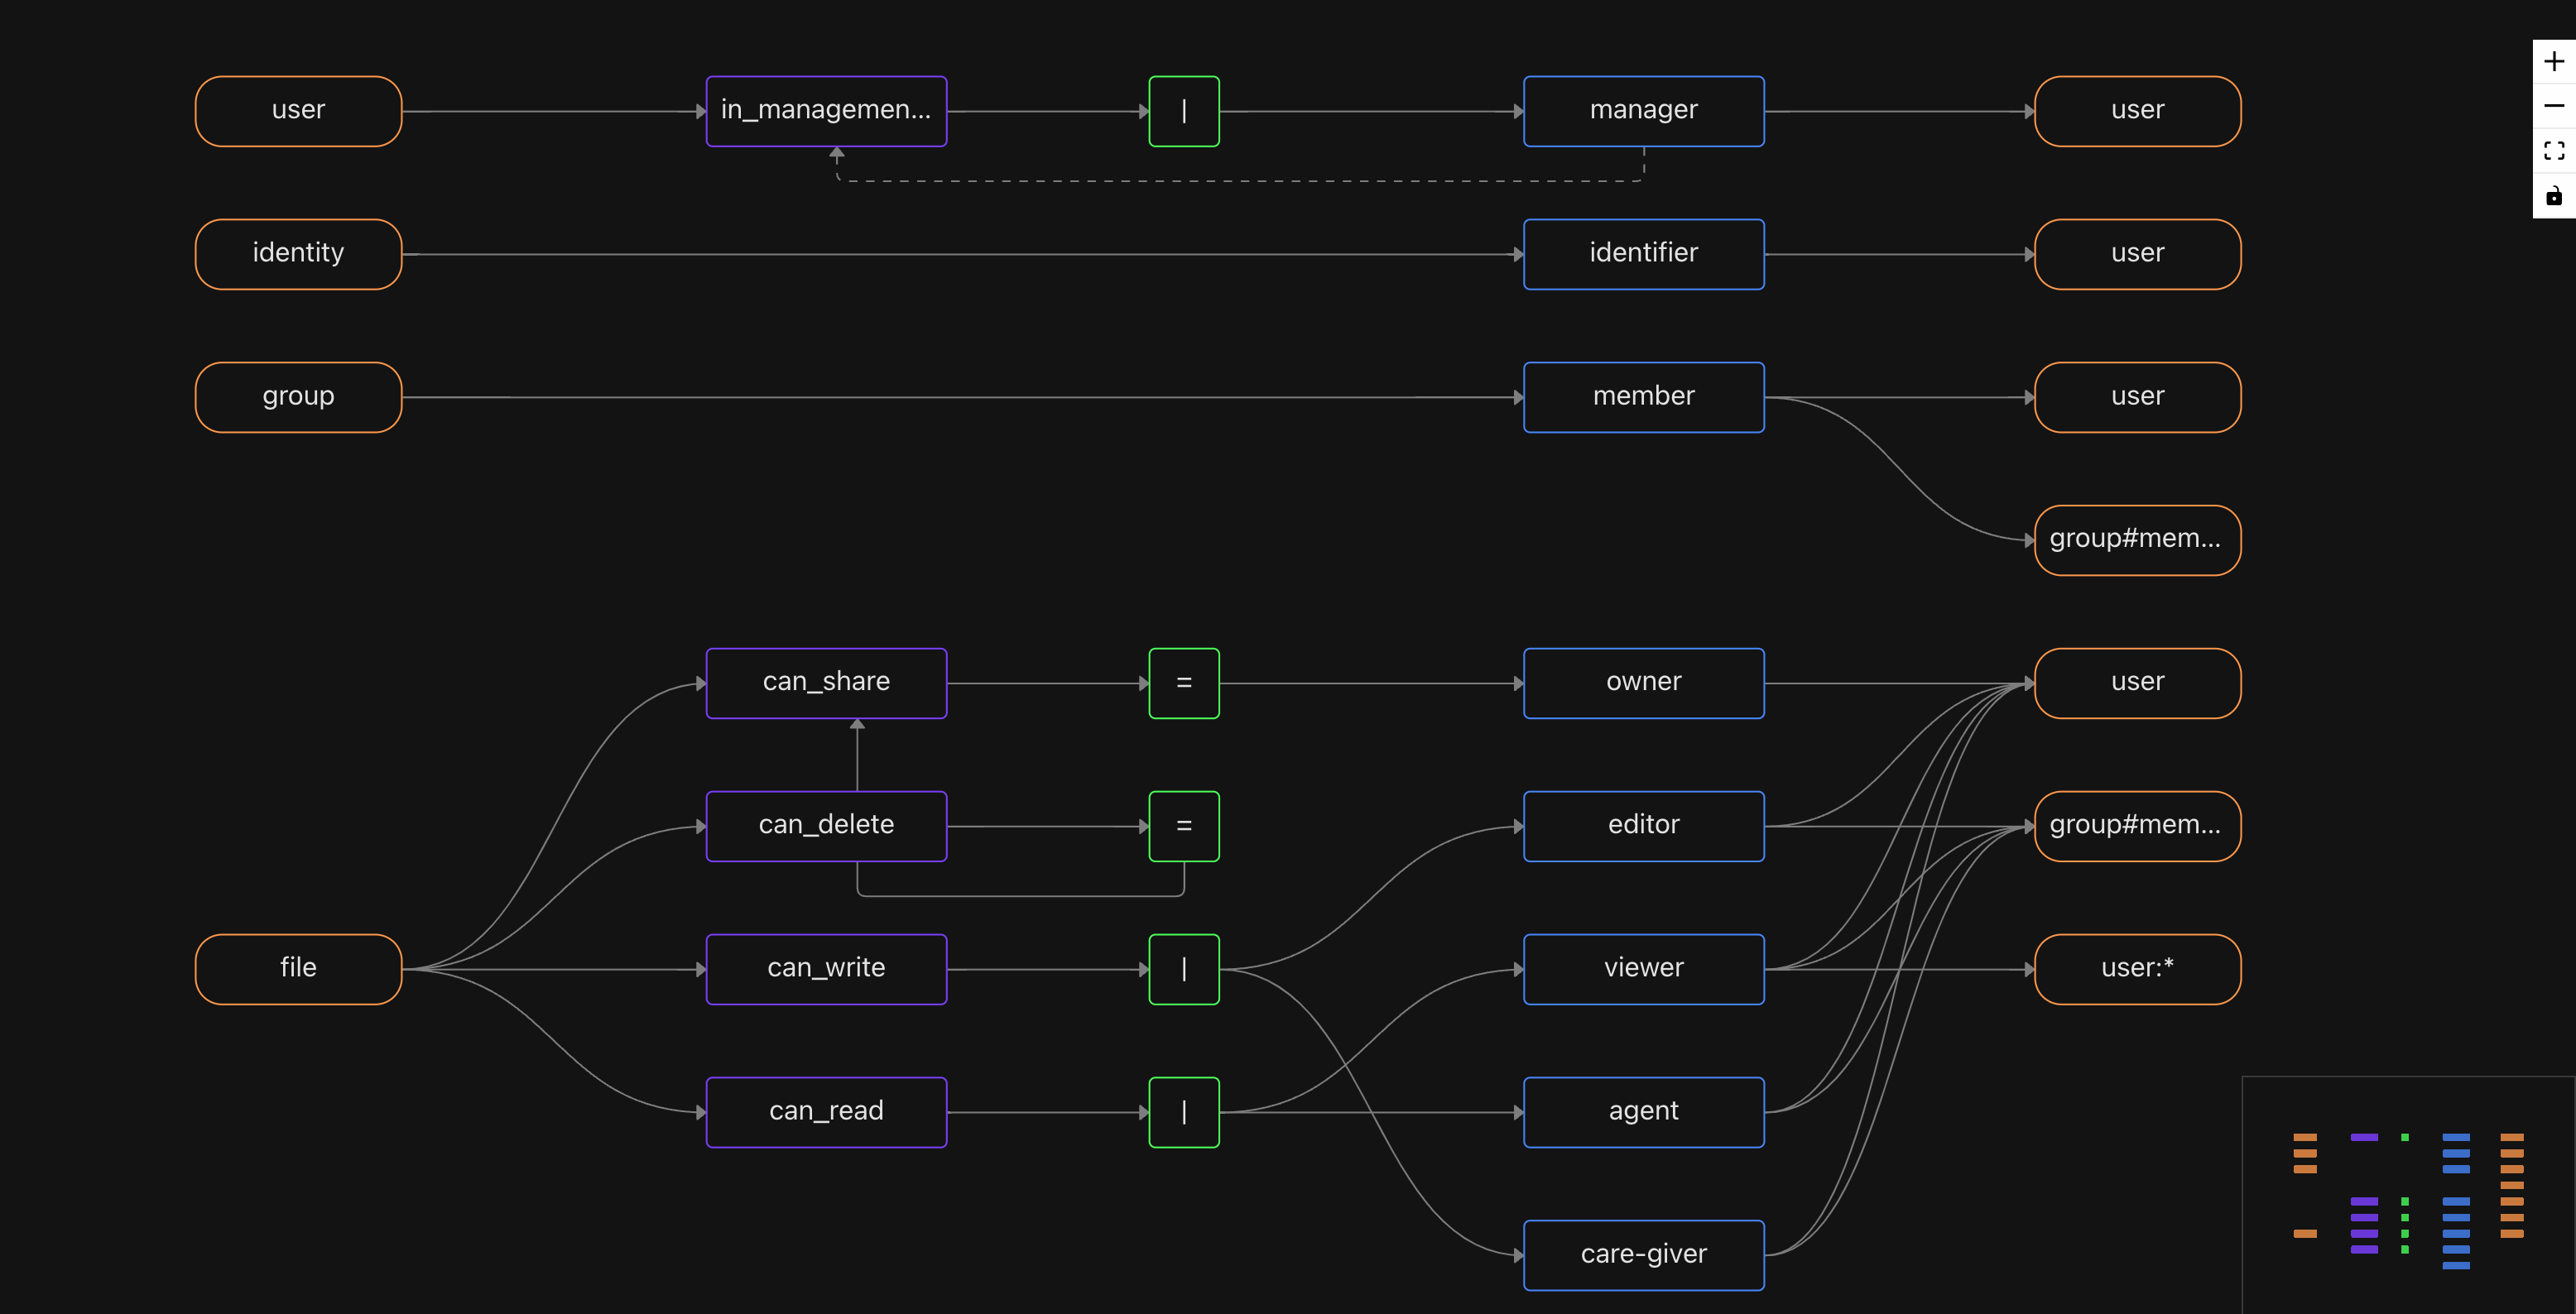 user
in_managemen...
|
manager
user
identity
identifier
user
group
member
user
group#mem...
can_share
=
owner
user
can_delete
=
editor
group#mem...
file
can_write
|
viewer
user:*
can_read
|
agent
care-giver